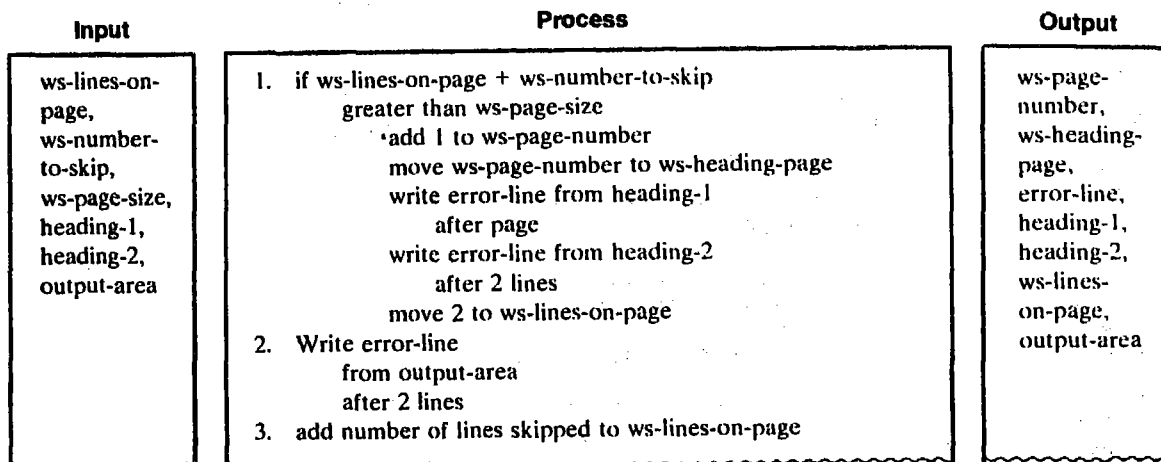 Input
ws-lines-on-
page,
ws-number-
to-skip,
ws-page-size,
heading-1,
heading-2,
output-area
Process
1. if ws-lines-on-page + ws-number-to-skip
greater than ws-page-size
add 1 to ws-page-number
move ws-page-number to ws-heading-page
write error-line from heading-1
after page
write error-line from heading-2
after 2 lines
move 2 to ws-lines-on-page
2. Write error-line
from output-area
after 2 lines
3. add number of lines skipped to ws-lines-on-page
Output
ws-page-
number,
ws-heading-
page,
error-line,
heading-1,
heading-2,
ws-lines-
on-page,
output-area